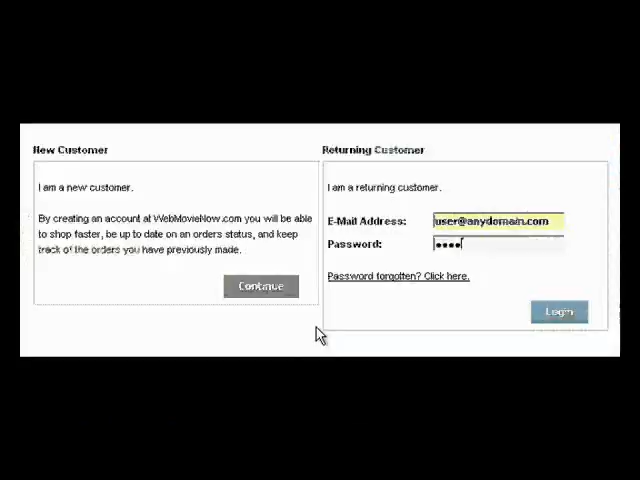 New Customer
I am a new customer.
By creating an account at WebMovieNow.com you will be able
to shop faster, be up to date on an orders status, and keep
track of the orders you have previously made.
Continue
Returning Customer
I am a returning customer.
E-Mail Address: user@anydomain.com
Password: ●●●●
Password forgotten? Click here.
Login